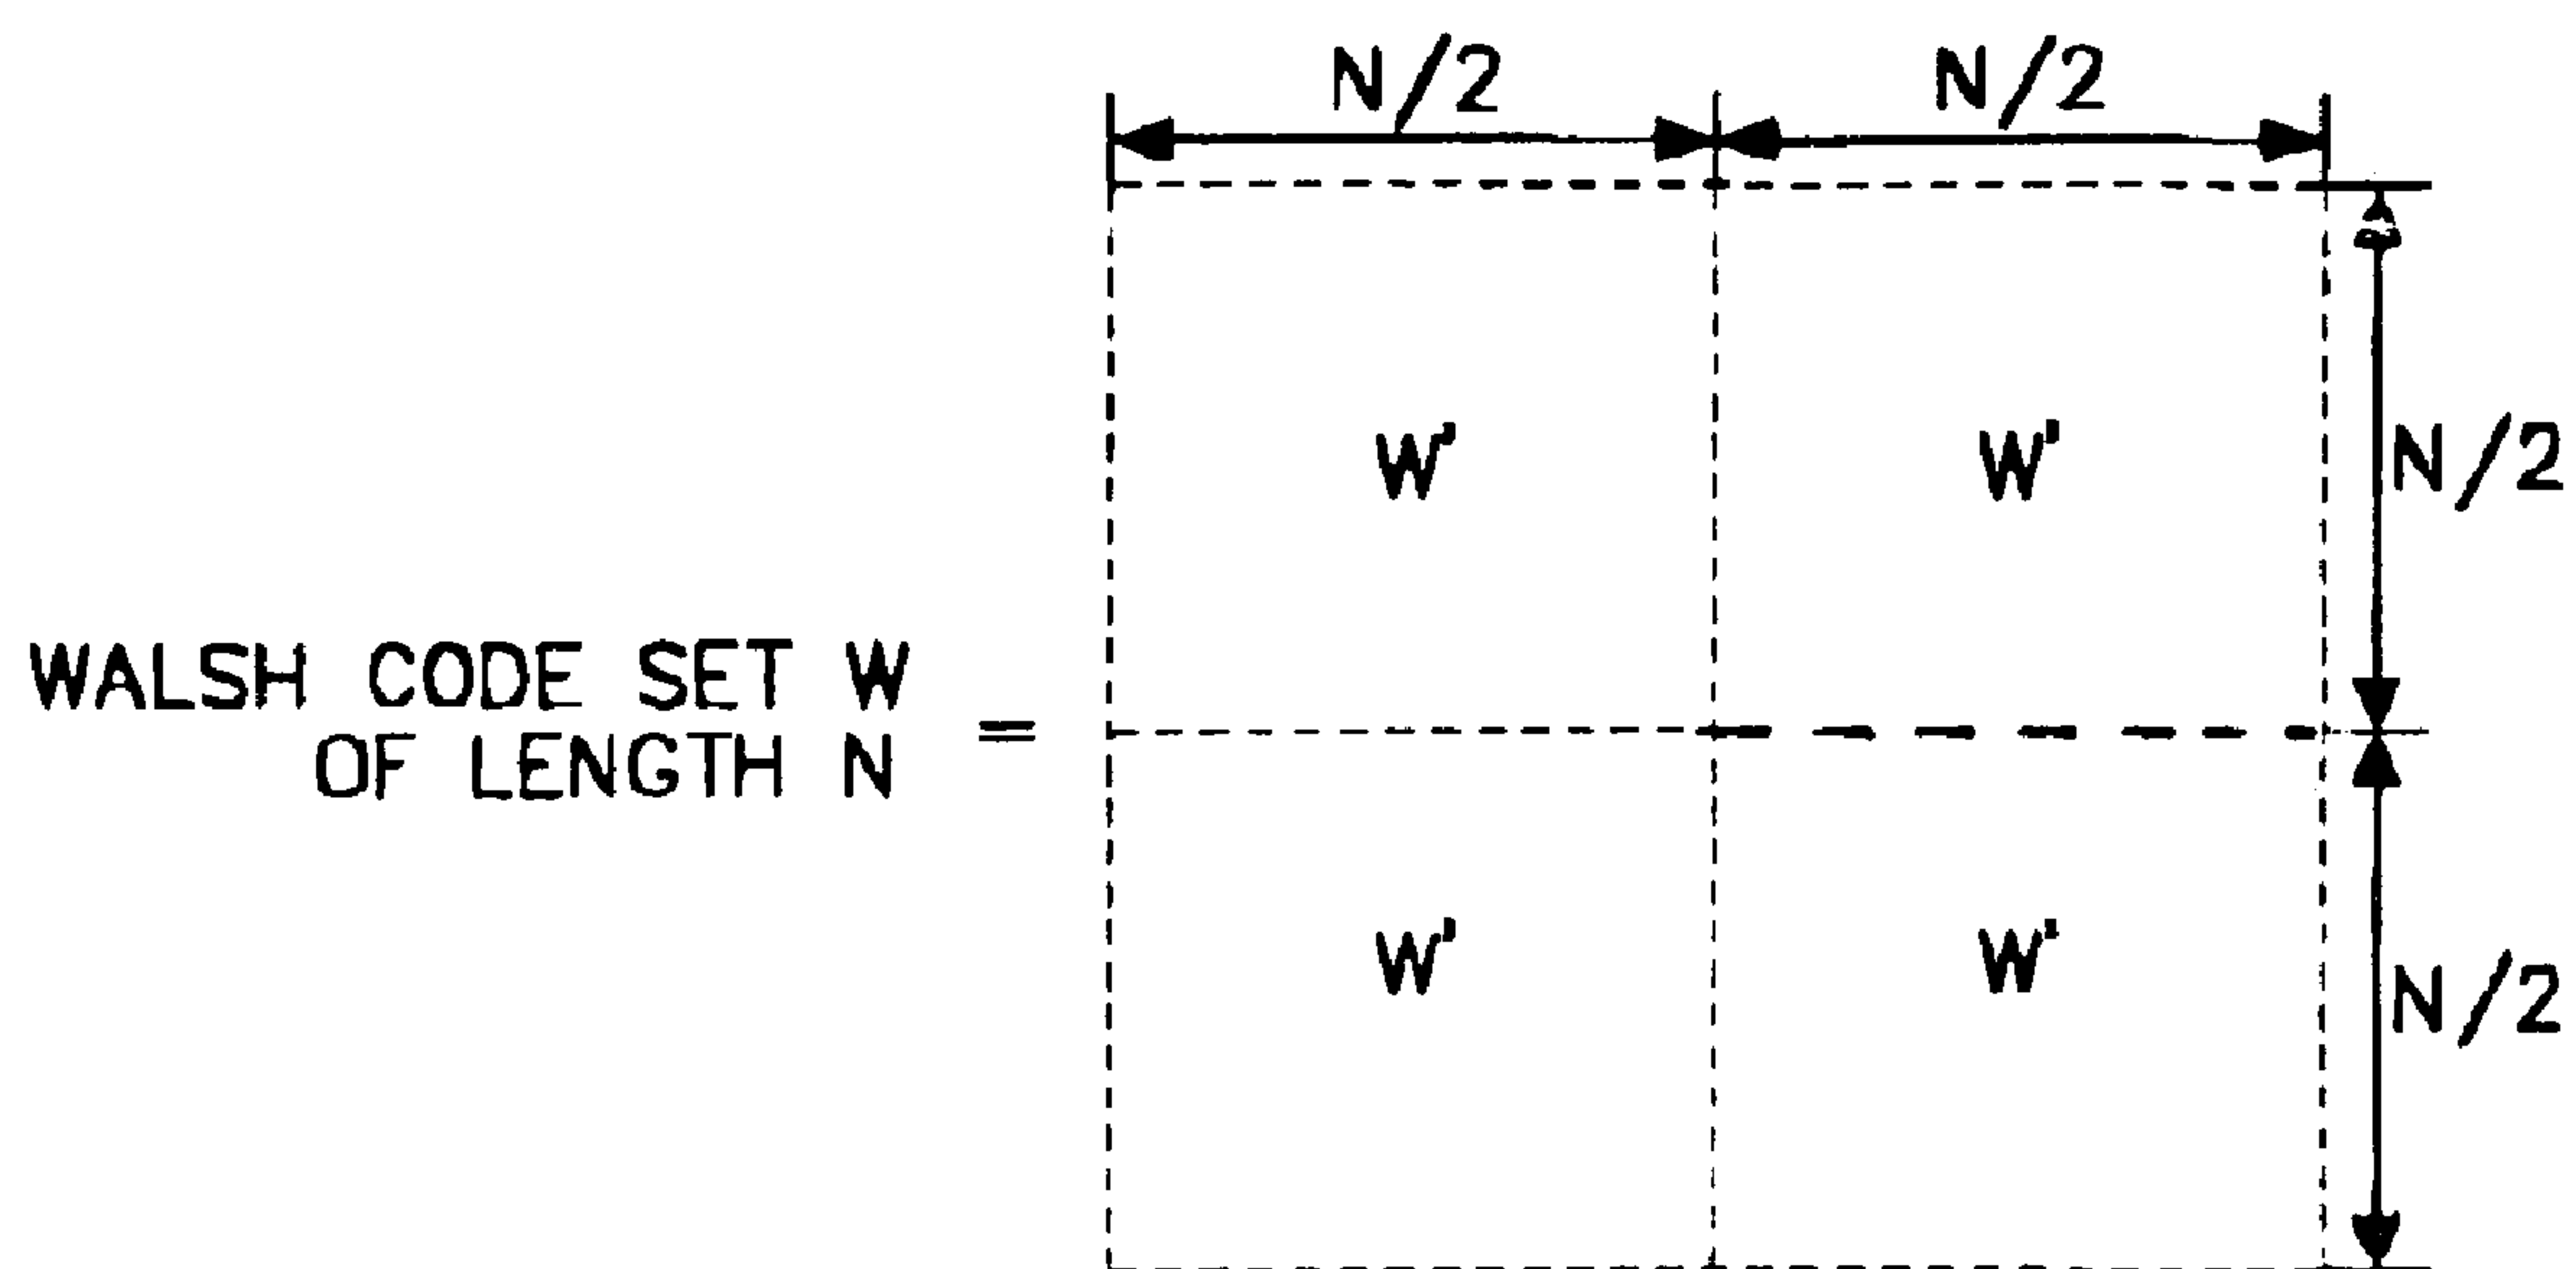 N/2 N/2
W' W' N/2
WALSH CODE SET W
OF LENGTH N =
W' W' N/2